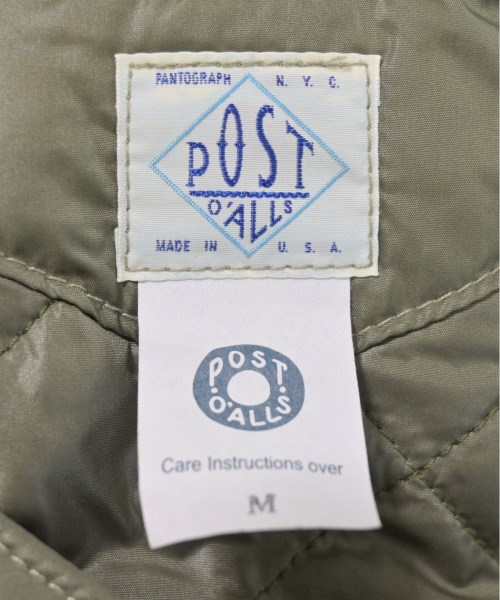 PANTOGRAPH N. Y. C.
POST
O'ALLS
MADE IN U. S. A.
POST
O'ALLS
Care Instructions over
M